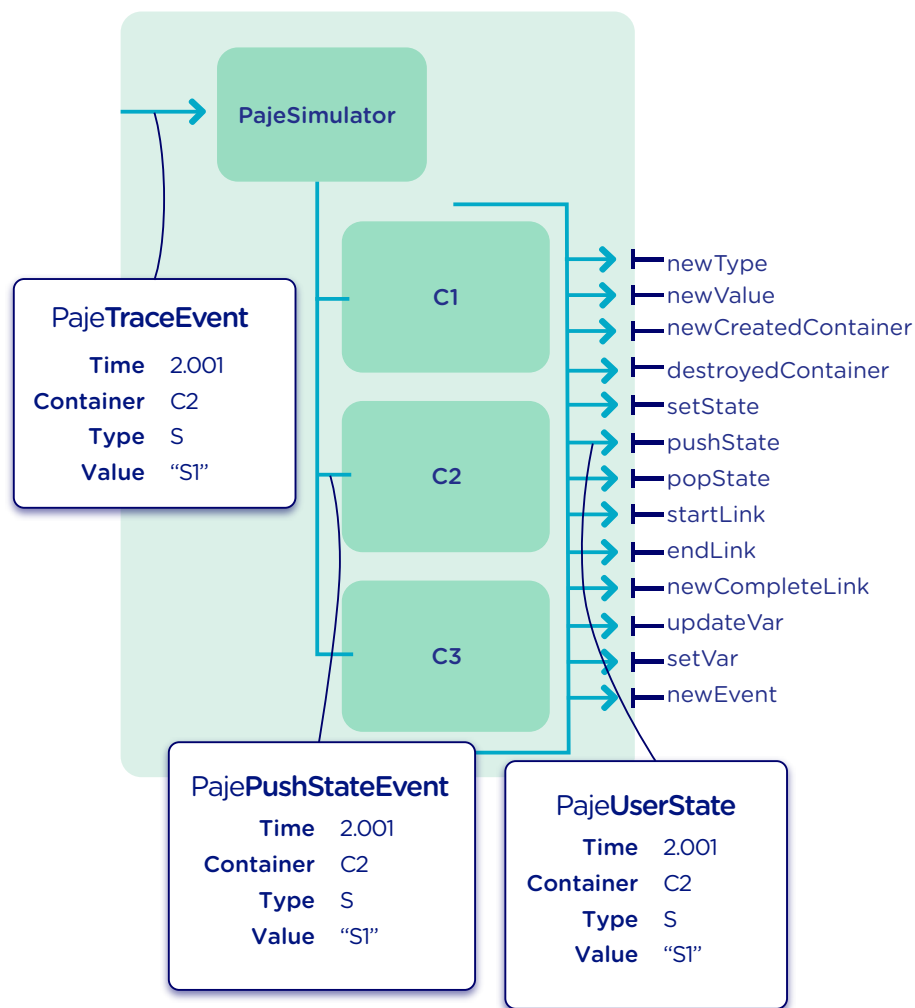 PajeSimulator
C1
C2
C3
newType
newValue
newCreatedContainer
destroyedContainer
setState
pushState
popState
startLink
endLink
newCompleteLink
updateVar
setVar
newEvent
PajeTraceEvent
Time 2.001
Container C2
Type S
Value “S1”
PajePushStateEvent
Time 2.001
Container C2
Type S
Value “S1”
PajeUserState
Time 2.001
Container C2
Type S
Value “S1”